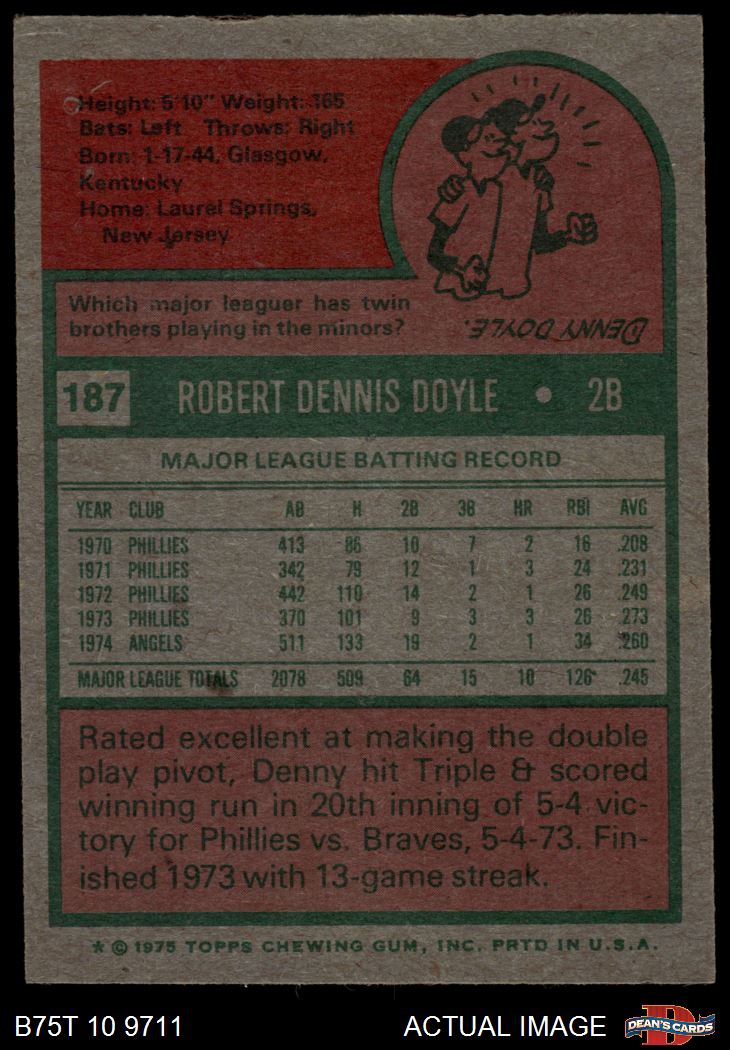 Height: 5'10" Weight: 165
Bats: Left Throws: Right
Born: 1-17-44, Glasgow,
Kentucky
Home: Laurel Springs,
New Jersey
Which major leaguer has twin
brothers playing in the minors?
DENNY DOYLE.
187 ROBERT DENNIS DOYLE • 2B
MAJOR LEAGUE BATTING RECORD
YEAR CLUB AB H 2B 3B HR RBI AVG
1970 PHILLIES 413 86 10 7 2 16 .208
1971 PHILLIES 342 79 12 1 3 24 .231
1972 PHILLIES 442 110 14 2 1 26 .249
1973 PHILLIES 370 101 9 3 3 26 .273
1974 ANGELS 511 133 19 2 1 34 .260
MAJOR LEAGUE TOTALS 2078 509 64 15 10 126 .245
Rated excellent at making the double
play pivot, Denny hit Triple & scored
winning run in 20th inning of 5-4 vic-
tory for Phillies vs. Braves, 5-4-73. Fin-
ished 1973 with 13-game streak.
* © 1975 TOPPS CHEWING GUM, INC. PRTD IN U.S.A.
B75T 10 9711 ACTUAL IMAGE D DEAN'S CARDS